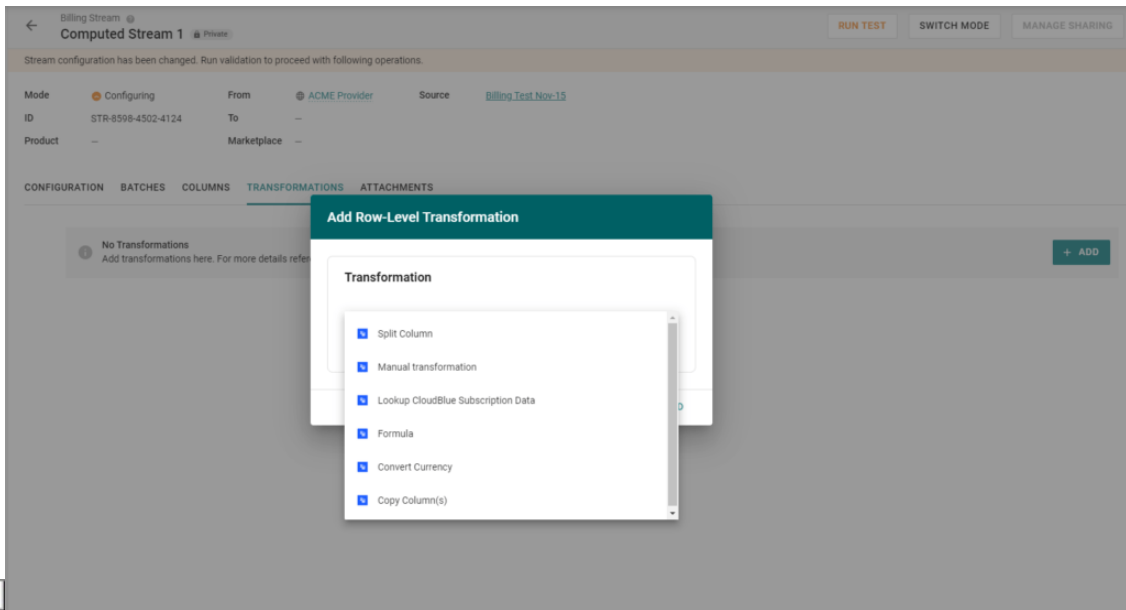 Billing Stream
Computed Stream 1 Private
RUN TEST SWITCH MODE MANAGE SHARING
Stream configuration has been changed. Run validation to proceed with following operations.
Mode Configuring From ACME Provider Source Billing Test Nov-15
ID STR-8598-4502-4124 To —
Product — Marketplace —
CONFIGURATION BATCHES COLUMNS TRANSFORMATIONS ATTACHMENTS
Add Row-Level Transformation
No Transformations
Add transformations here. For more details
+ ADD
Transformation
Split Column
Manual transformation
Lookup CloudBlue Subscription Data
Formula
Convert Currency
Copy Column(s)